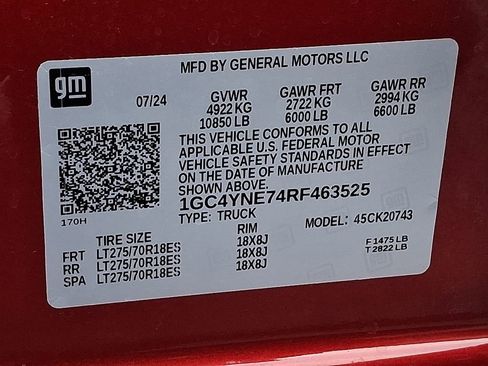 MFD BY GENERAL MOTORS LLC
gm
07/24
GVWR GAWR FRT GAWR RR
4922 KG 2722 KG 2994 KG
10850 LB 6000 LB 6600 LB
THIS VEHICLE CONFORMS TO ALL
APPLICABLE U.S. FEDERAL MOTOR
VEHICLE SAFETY STANDARDS IN EFFECT
ON THE DATE OF MANUFACTURE
SHOWN ABOVE.
1GC4YNE74RF463525
170H
TYPE: TRUCK MODEL: 45CK20743
TIRE SIZE RIM
FRT LT275/70R18ES 18X8J F 1475 LB
RR LT275/70R18ES 18X8J T 2822 LB
SPA LT275/70R18ES 18X8J